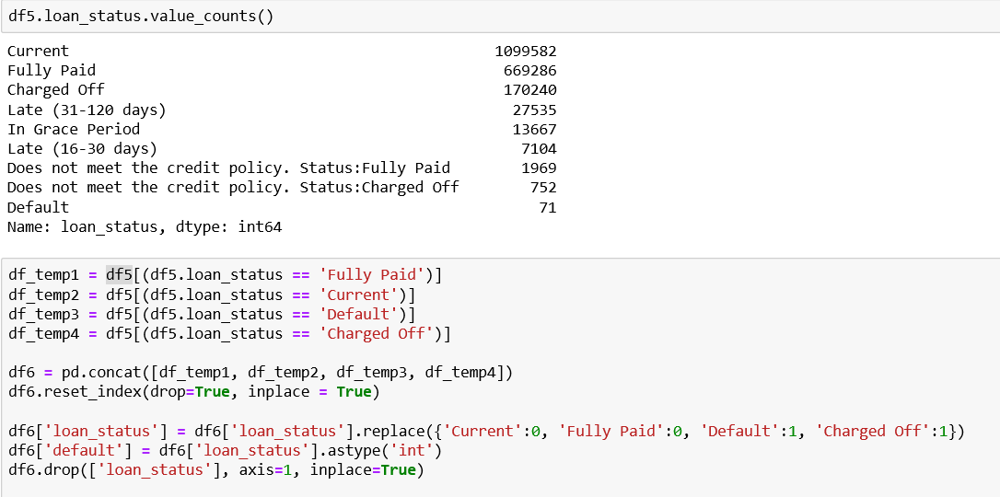 df5.loan_status.value_counts()
Current 1099582
Fully Paid 669286
Charged Off 170240
Late (31-120 days) 27535
In Grace Period 13667
Late (16-30 days) 7104
Does not meet the credit policy. Status:Fully Paid 1969
Does not meet the credit policy. Status:Charged Off 752
Default 71
Name: loan_status, dtype: int64
df_temp1 = df5[(df5.loan_status == 'Fully Paid')]
df_temp2 = df5[(df5.loan_status == 'Current')]
df_temp3 = df5[(df5.loan_status == 'Default')]
df_temp4 = df5[(df5.loan_status == 'Charged Off')]
df6 = pd.concat([df_temp1, df_temp2, df_temp3, df_temp4])
df6.reset_index(drop=True, inplace = True)
df6['loan_status'] = df6['loan_status'].replace({'Current':0, 'Fully Paid':0, 'Default':1, 'Charged Off':1})
df6['default'] = df6['loan_status'].astype('int')
df6.drop(['loan_status'], axis=1, inplace=True)